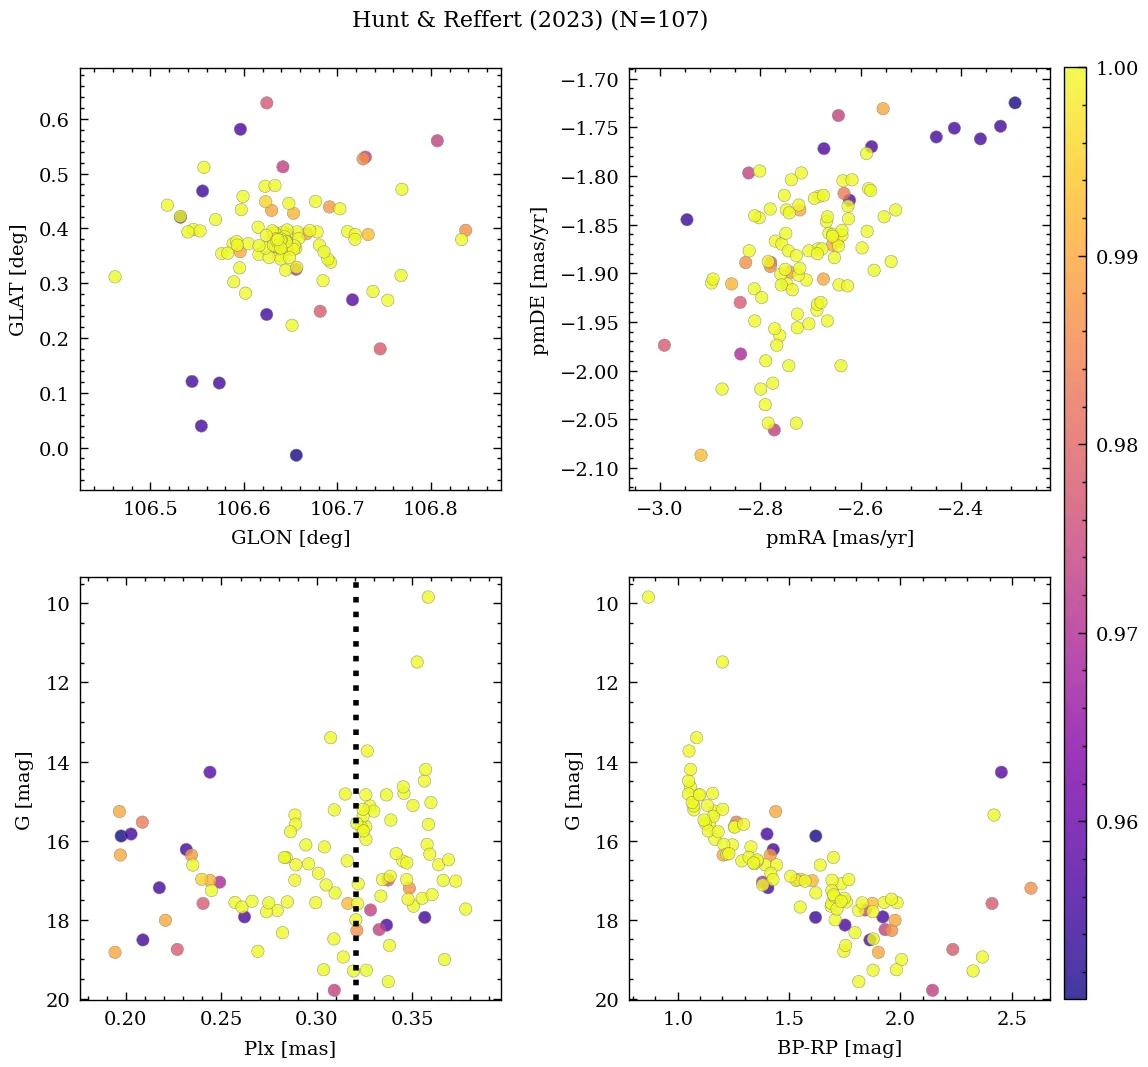 Hunt & Reffert (2023) (N=107)
GLAT [deg]
0.6
0.5
0.4
0.3
0.2
0.1
0.0
106.5 106.6 106.7 106.8
GLON [deg]
pmDE [mas/yr]
−1.70
−1.75
−1.80
−1.85
−1.90
−1.95
−2.00
−2.05
−2.10
−3.0 −2.8 −2.6 −2.4
pmRA [mas/yr]
1.00
0.99
0.98
0.97
0.96
G [mag]
10
12
14
16
18
20
0.20 0.25 0.30 0.35
Plx [mas]
G [mag]
10
12
14
16
18
20
1.0 1.5 2.0 2.5
BP-RP [mag]